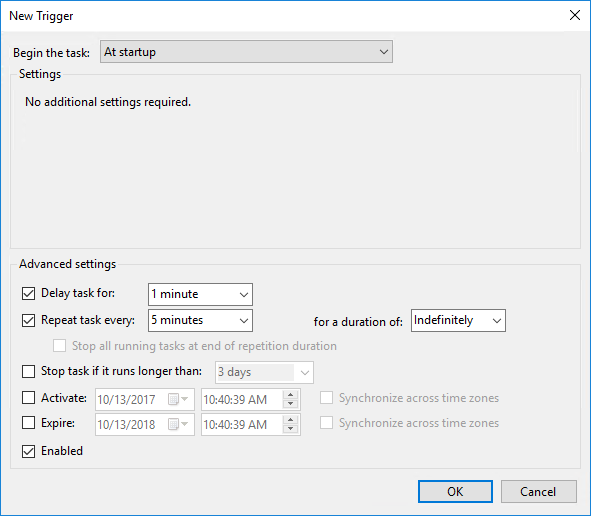 New Trigger
Begin the task: At startup
Settings
No additional settings required.
Advanced settings
Delay task for: 1 minute
Repeat task every: 5 minutes for a duration of: Indefinitely
Stop all running tasks at end of repetition duration
Stop task if it runs longer than: 3 days
Activate: 10/13/2017 10:40:39 AM Synchronize across time zones
Expire: 10/13/2018 10:40:39 AM Synchronize across time zones
Enabled
OK Cancel